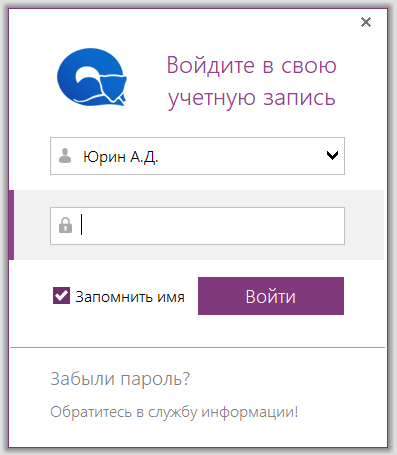 Войдите в свою
учетную запись
Юрин А.Д.
Запомнить имя
Войти
Забыли пароль?
Обратитесь в службу информации!